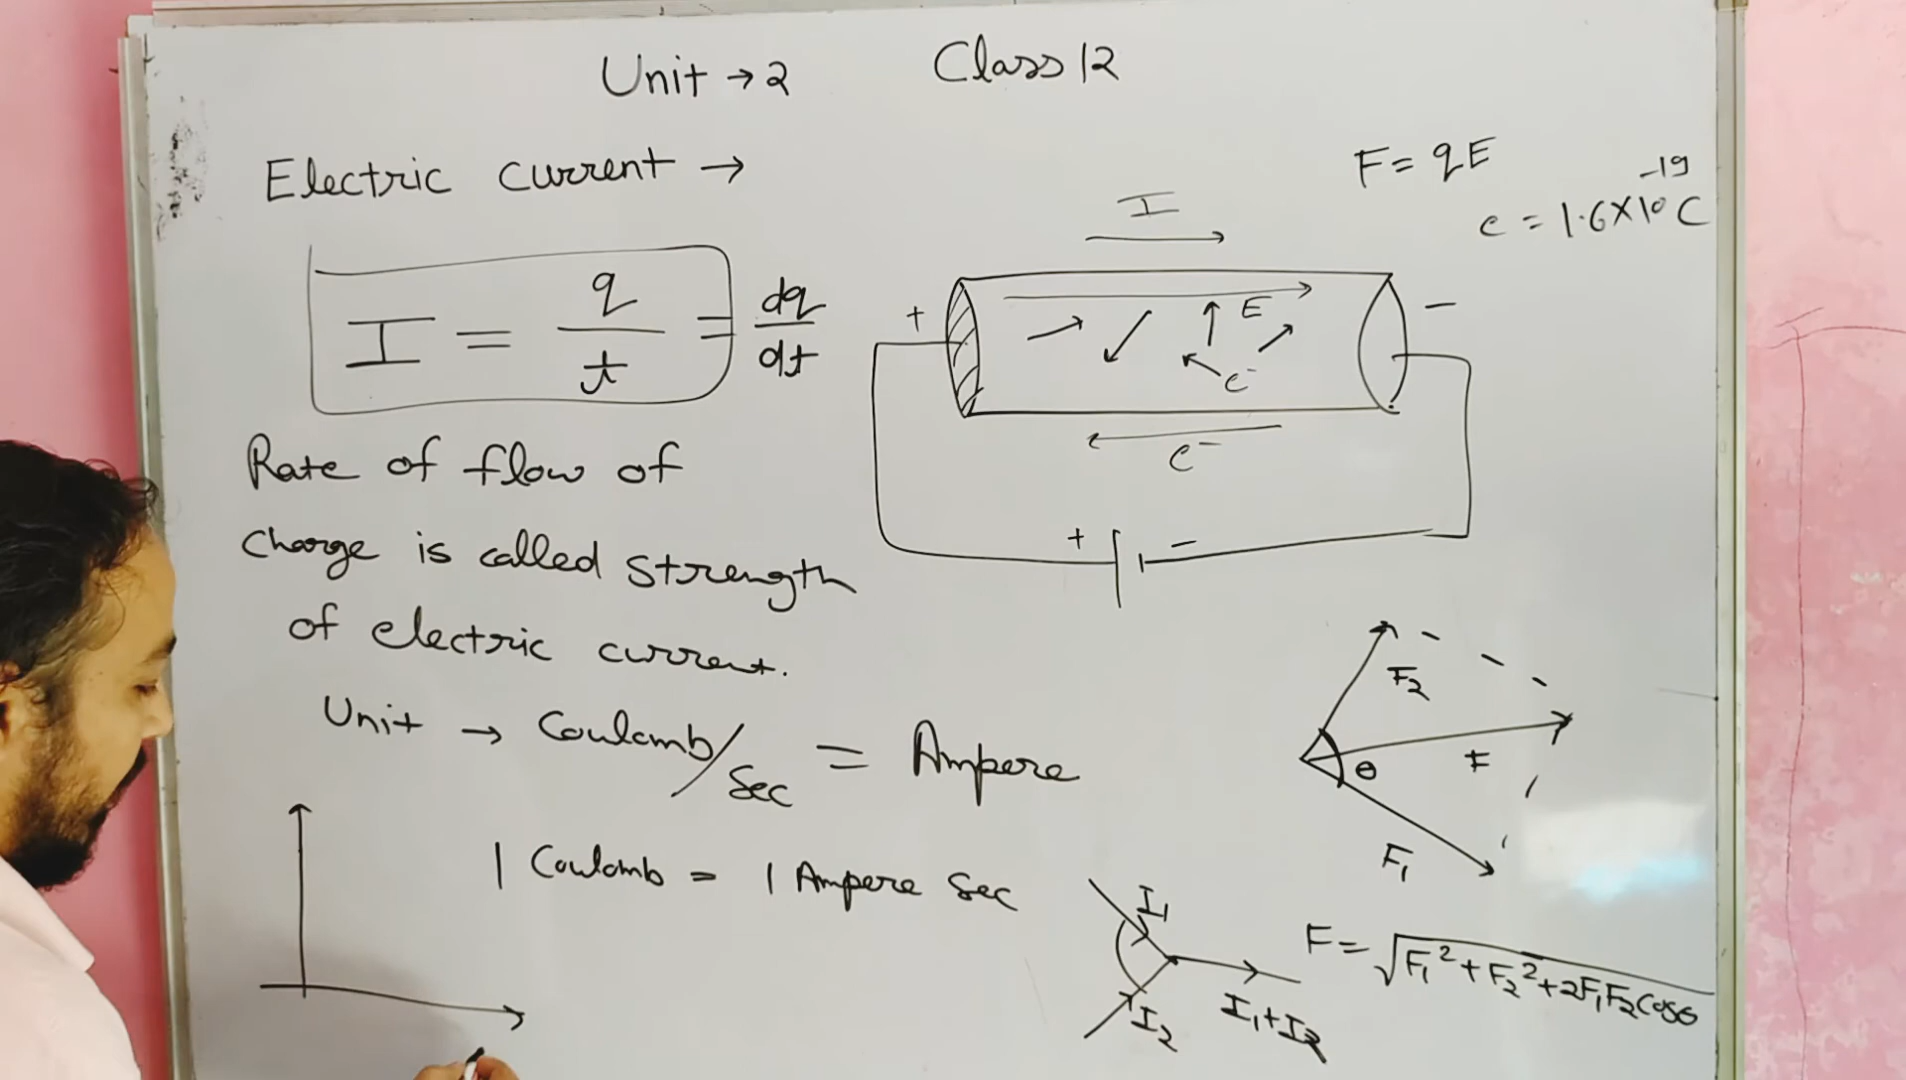 Unit → 2 Class 12
Electric current →
I = q/t = dq/dt
Rate of flow of
charge is called strength
of electric current.
Unit → Coulomb/Sec = Ampere
1 Coulomb = 1 Ampere Sec
F = qE
e = 1.6×10⁻¹⁹ C
I
+ −
E
e⁻
e⁻
+ −
F₂
θ F
F₁
I₁
I₂
I₁+I₂
F = √F₁²+F₂²+2F₁F₂cosθ